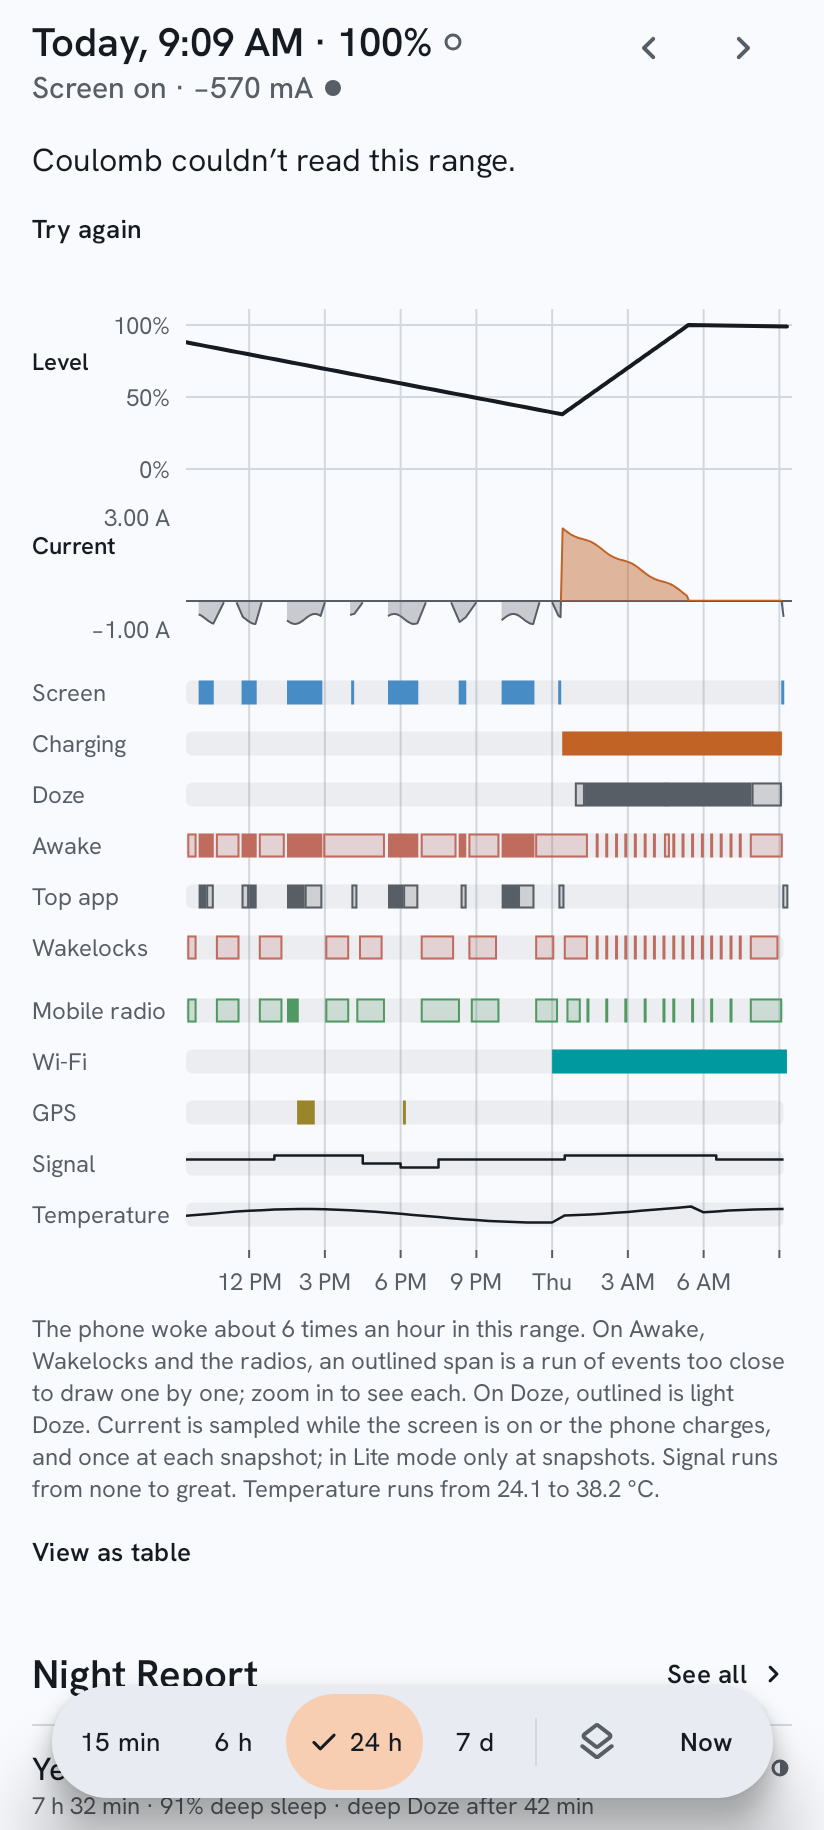 Today, 9:09 AM · 100%
Screen on · −570 mA
Coulomb couldn’t read this range.
Try again
100%
Level
50%
0%
3.00 A
Current
−1.00 A
Screen
Charging
Doze
Awake
Top app
Wakelocks
Mobile radio
Wi-Fi
GPS
Signal
Temperature
12 PM 3 PM 6 PM 9 PM Thu 3 AM 6 AM
The phone woke about 6 times an hour in this range. On Awake,
Wakelocks and the radios, an outlined span is a run of events too close
to draw one by one; zoom in to see each. On Doze, outlined is light
Doze. Current is sampled while the screen is on or the phone charges,
and once at each snapshot; in Lite mode only at snapshots. Signal runs
from none to great. Temperature runs from 24.1 to 38.2 °C.
View as table
Night Report See all
15 min 6 h 24 h 7 d Now
7 h 32 min · 91% deep sleep · deep Doze after 42 min